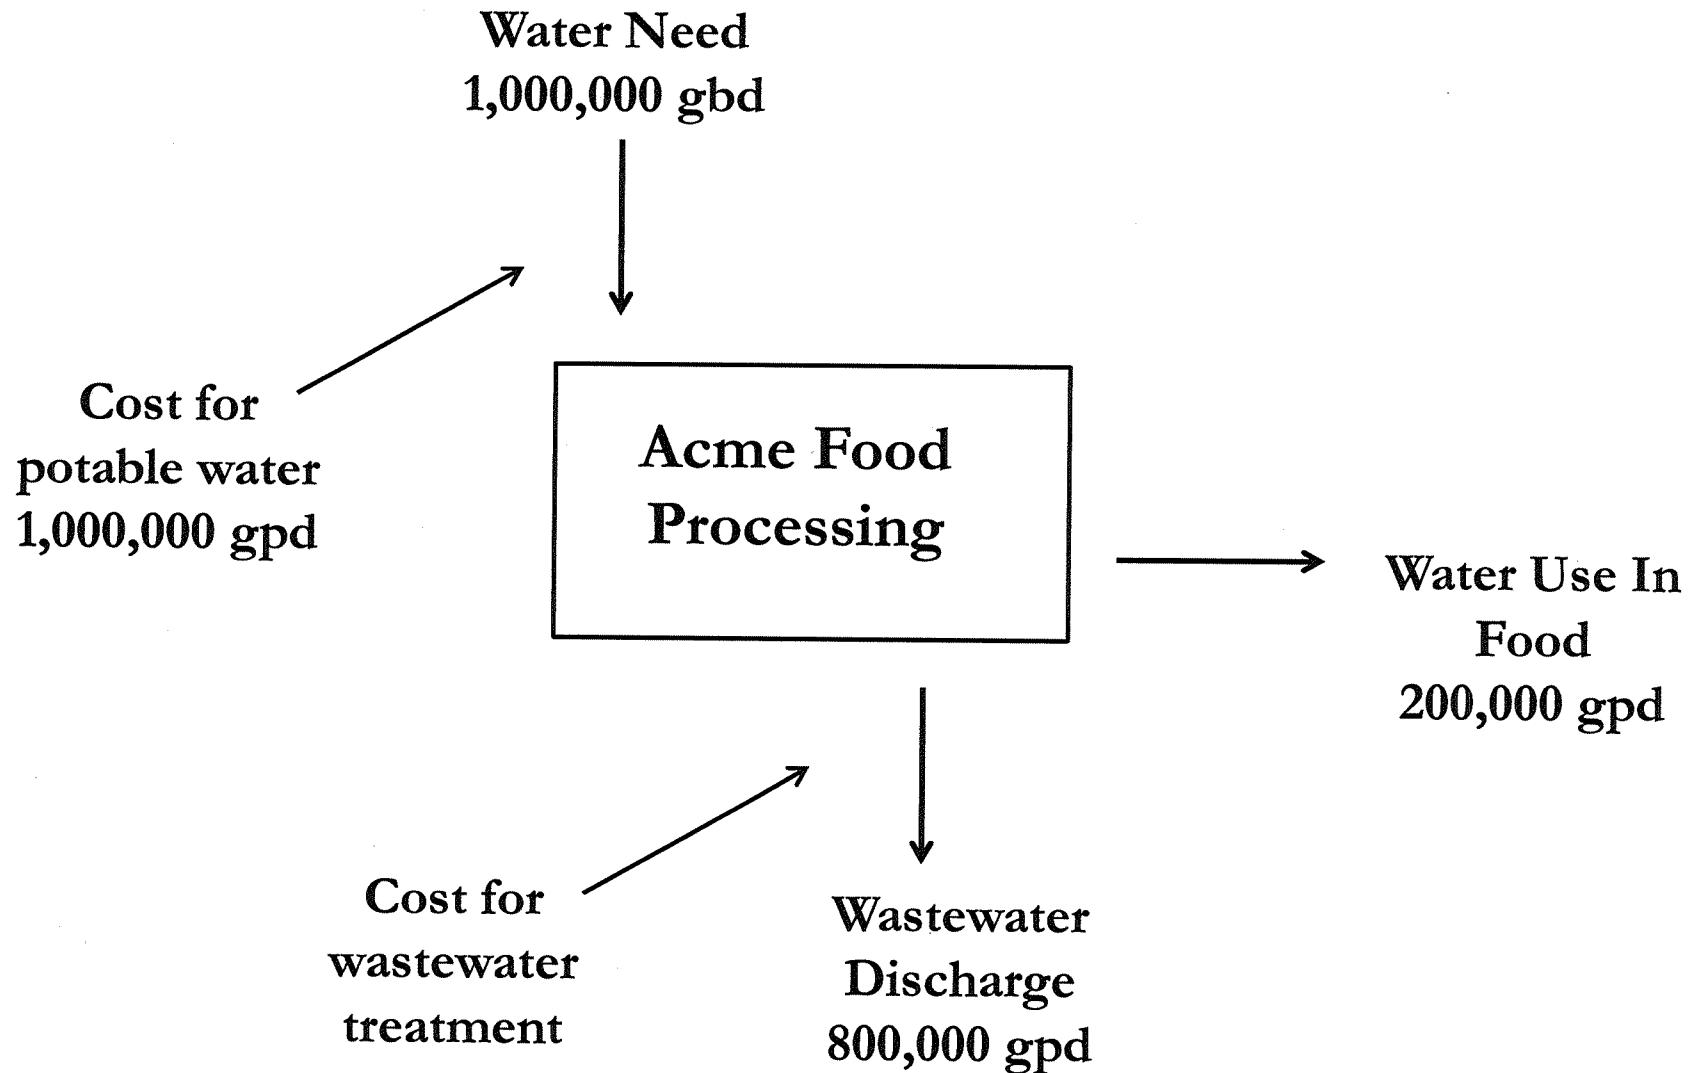 Water Need
1,000,000 gbd
Cost for
potable water
1,000,000 gpd
Acme Food
Processing
Water Use In
Food
200,000 gpd
Cost for
wastewater
treatment
Wastewater
Discharge
800,000 gpd